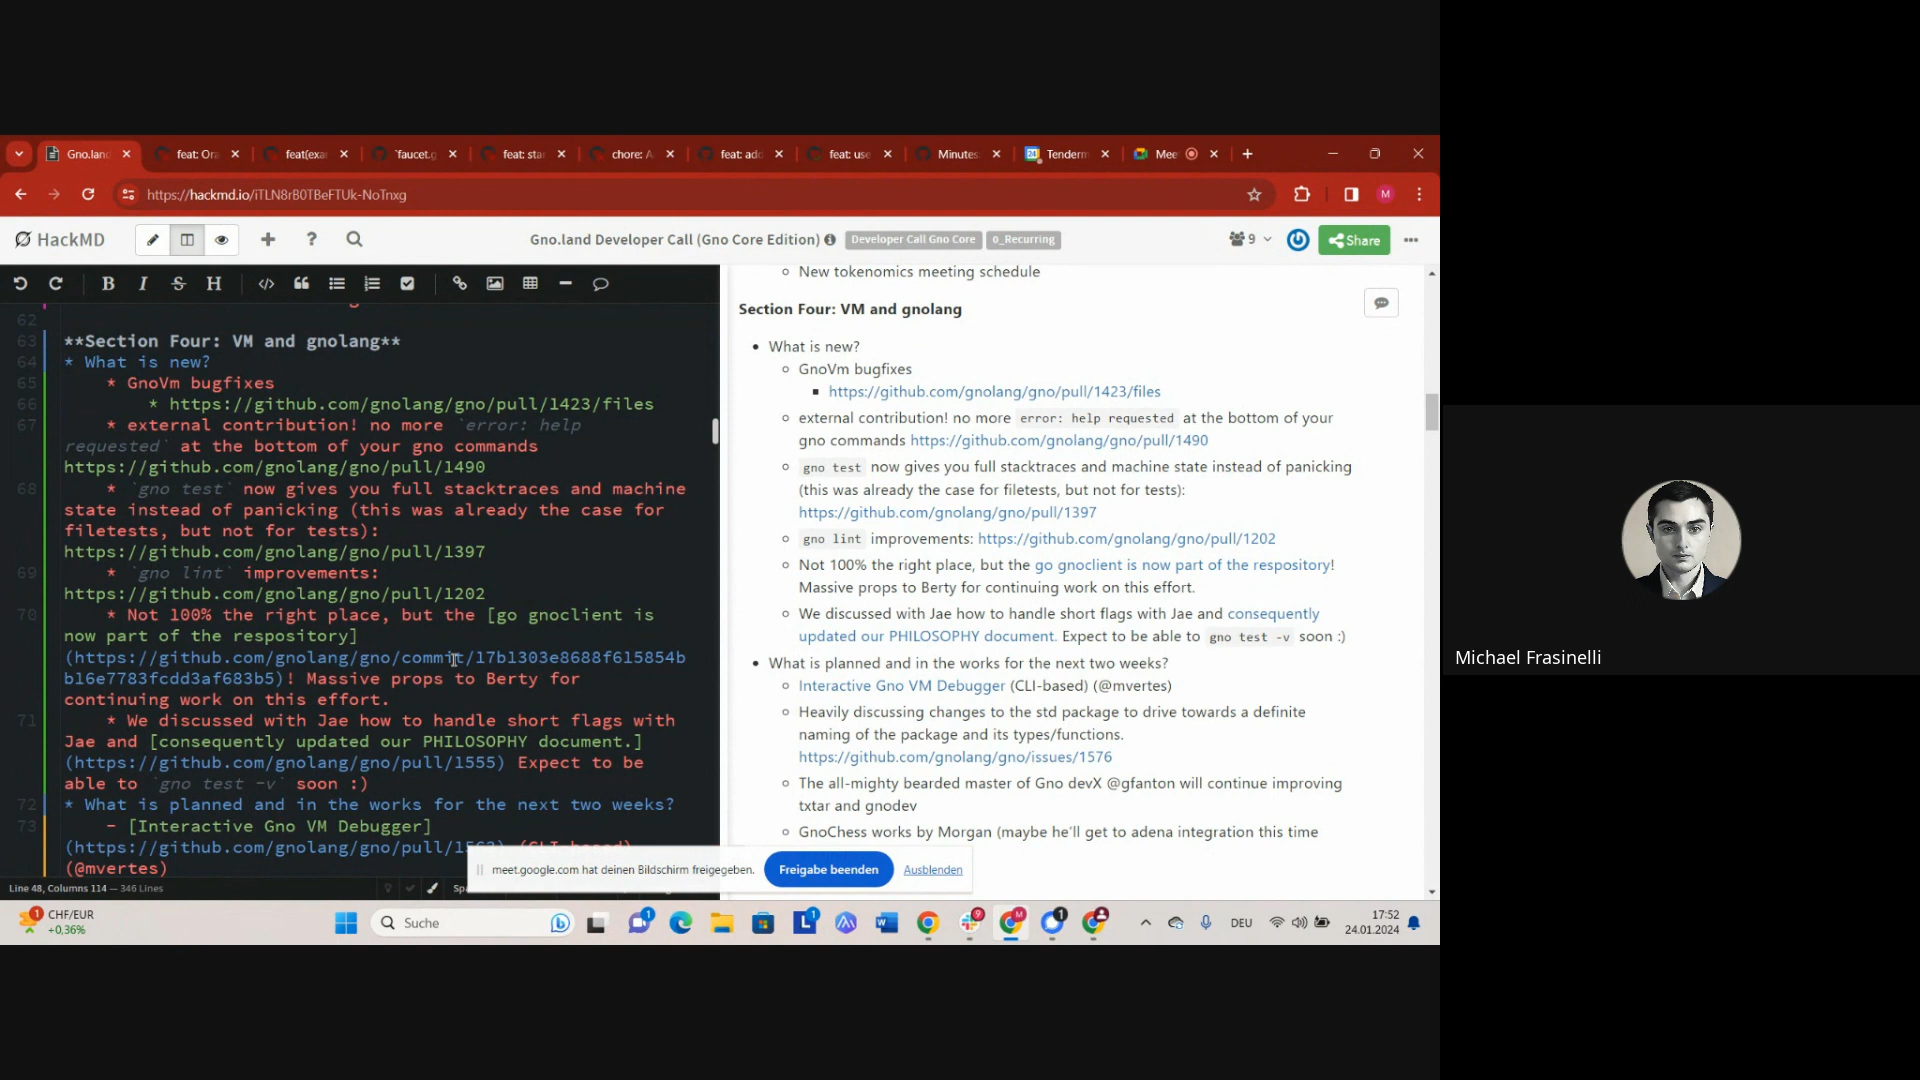 Gno.lan
feat: Ora
feat(exa
`faucet.g
feat: star
chore: A
feat: add
feat: use
Minutes
24
Tenderm
Mee
https://hackmd.io/iTLN8rB0TBeFTUk-NoTnxg
M
HackMD
Gno.land Developer Call (Gno Core Edition)
Developer Call Gno Core
0_Recurring
9
Share
B I S H
62
63 **Section Four: VM and gnolang**
64 * What is new?
65 * GnoVm bugfixes
66 * https://github.com/gnolang/gno/pull/1423/files
67 * external contribution! no more `error: help
requested` at the bottom of your gno commands
https://github.com/gnolang/gno/pull/1490
68 * `gno test` now gives you full stacktraces and machine
state instead of panicking (this was already the case for
filetests, but not for tests):
https://github.com/gnolang/gno/pull/1397
69 * `gno lint` improvements:
https://github.com/gnolang/gno/pull/1202
70 * Not 100% the right place, but the [go gnoclient is
now part of the respository]
(https://github.com/gnolang/gno/commit/17b1303e8688f615854b
b16e7783fcdd3af683b5)! Massive props to Berty for
continuing work on this effort.
71 * We discussed with Jae how to handle short flags with
Jae and [consequently updated our PHILOSOPHY document.]
(https://github.com/gnolang/gno/pull/1555) Expect to be
able to `gno test -v` soon :)
72 * What is planned and in the works for the next two weeks?
73 - [Interactive Gno VM Debugger]
(https://github.com/gnolang/gno/pull/
(@mvertes)
Line 48, Columns 114 — 346 Lines
New tokenomics meeting schedule
Section Four: VM and gnolang
What is new?
GnoVm bugfixes
https://github.com/gnolang/gno/pull/1423/files
external contribution! no more error: help requested at the bottom of your
gno commands https://github.com/gnolang/gno/pull/1490
gno test now gives you full stacktraces and machine state instead of panicking
(this was already the case for filetests, but not for tests):
https://github.com/gnolang/gno/pull/1397
gno lint improvements: https://github.com/gnolang/gno/pull/1202
Not 100% the right place, but the go gnoclient is now part of the respository!
Massive props to Berty for continuing work on this effort.
We discussed with Jae how to handle short flags with Jae and consequently
updated our PHILOSOPHY document. Expect to be able to gno test -v soon :)
What is planned and in the works for the next two weeks?
Interactive Gno VM Debugger (CLI-based) (@mvertes)
Heavily discussing changes to the std package to drive towards a definite
naming of the package and its types/functions.
https://github.com/gnolang/gno/issues/1576
The all-mighty bearded master of Gno devX @gfanton will continue improving
txtar and gnodev
GnoChess works by Morgan (maybe he'll get to adena integration this time
meet.google.com hat deinen Bildschirm freigegeben.
Freigabe beenden
Ausblenden
1
CHF/EUR
+0,36%
Suche
DEU
17:52
24.01.2024
Michael Frasinelli